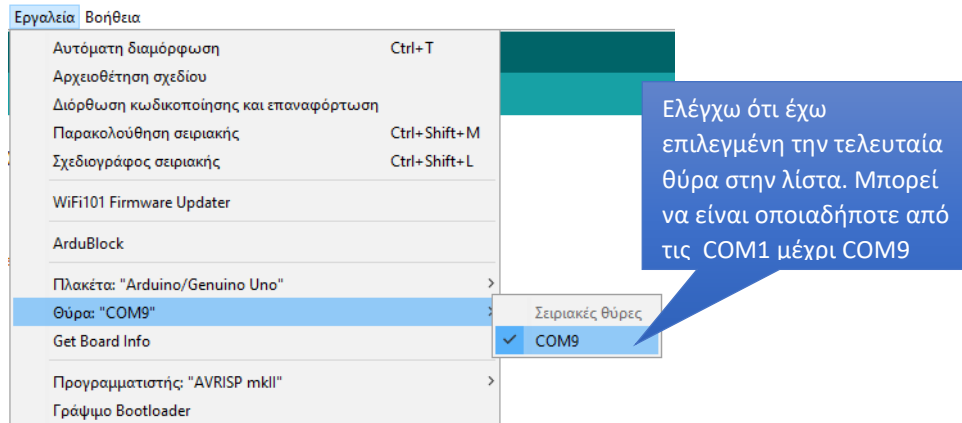 Εργαλεία Βοήθεια
Αυτόματη διαμόρφωση Ctrl+T
Αρχειοθέτηση σχεδίου
Διόρθωση κωδικοποίησης και επαναφόρτωση
Παρακολούθηση σειριακής Ctrl+Shift+M
Σχεδιογράφος σειριακής Ctrl+Shift+L
WiFi101 Firmware Updater
ArduBlock
Πλακέτα: "Arduino/Genuino Uno"
Θύρα: "COM9"
Get Board Info
Προγραμματιστής: "AVRISP mkII"
Γράψιμο Bootloader
Σειριακές θύρες
COM9
Ελέγχω ότι έχω
επιλεγμένη την τελευταία
θύρα στην λίστα. Μπορεί
να είναι οποιαδήποτε από
τις COM1 μέχρι COM9